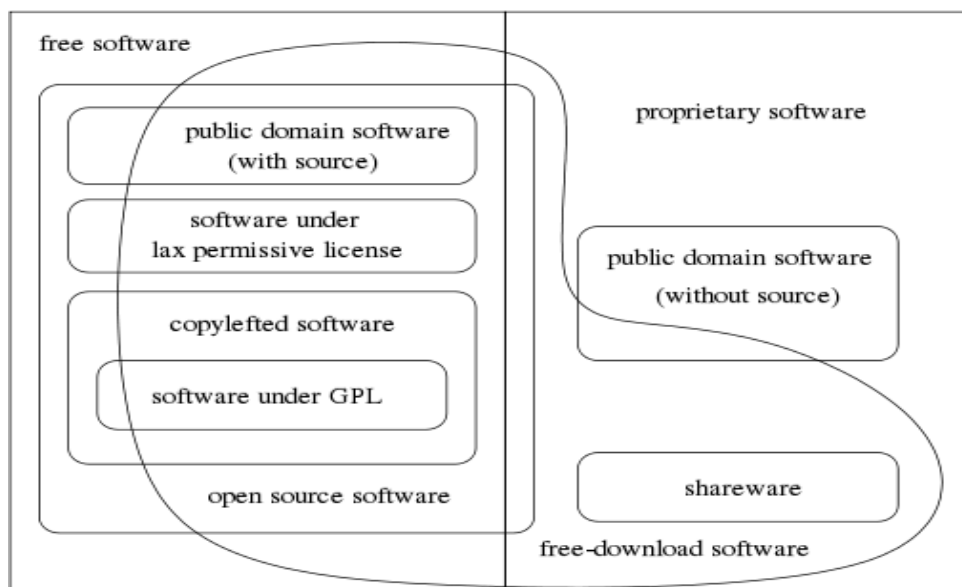 free software
public domain software
(with source)
software under
lax permissive license
copylefted software
software under GPL
open source software
proprietary software
public domain software
(without source)
shareware
free-download software